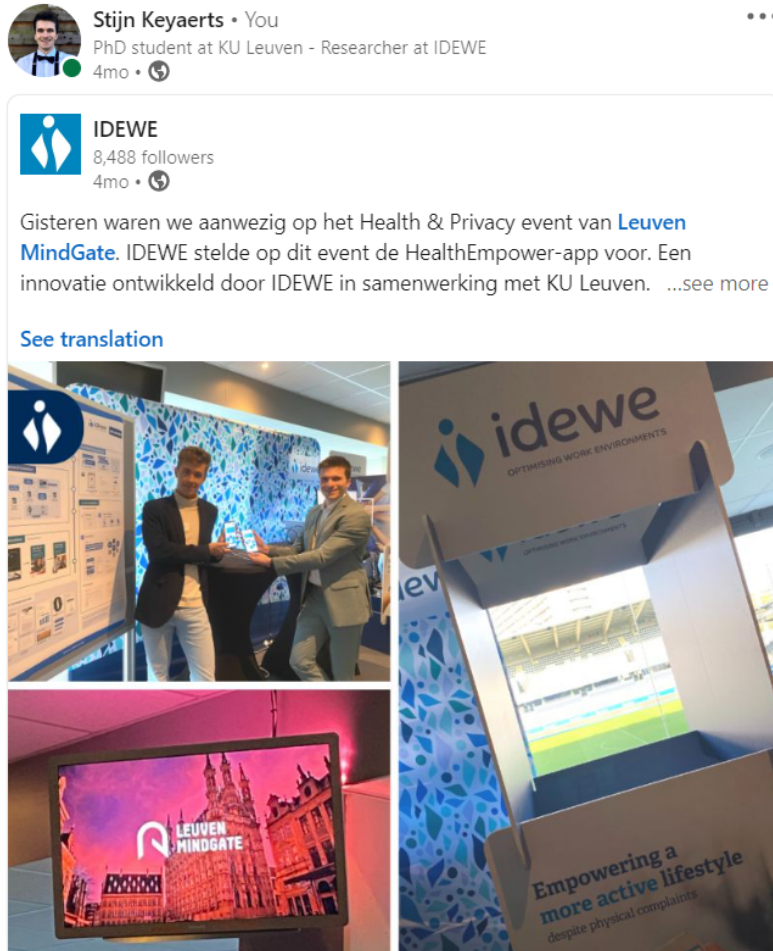 Stijn Keyaerts • You
PhD student at KU Leuven - Researcher at IDEWE
4mo •
IDEWE
8,488 followers
4mo •
Gisteren waren we aanwezig op het Health & Privacy event van Leuven
MindGate. IDEWE stelde op dit event de HealthEmpower-app voor. Een
innovatie ontwikkeld door IDEWE in samenwerking met KU Leuven. ...see more
See translation
idewe
idewe
OPTIMISING WORK ENVIRONMENTS
LEUVEN
MINDGATE
Empowering a
more active lifestyle
despite physical complaints